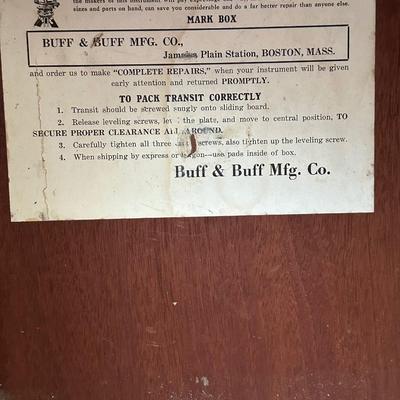 the makers of this instrument will pay expressage
sizes and parts on hand, can save you considerable and do a far better repair than anyone else.
MARK BOX
BUFF & BUFF MFG. CO.,
Jamaica Plain Station, BOSTON, MASS.
and order us to make "COMPLETE REPAIRS," when your instrument will be given
early attention and returned PROMPTLY.
TO PACK TRANSIT CORRECTLY
1. Transit should be screwed snugly onto sliding board.
2. Release leveling screws, the plate, and move to central position, TO
SECURE PROPER CLEARANCE ALL AROUND.
3. Carefully tighten all three screws, also tighten up the leveling screw.
4. When shipping by express or wagon—use pads inside of box.
Buff & Buff Mfg. Co.